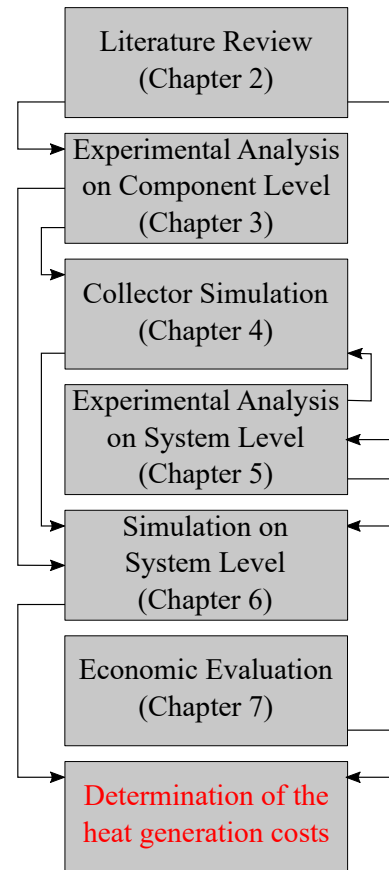 Literature Review
(Chapter 2)
Experimental Analysis
on Component Level
(Chapter 3)
Collector Simulation
(Chapter 4)
Experimental Analysis
on System Level
(Chapter 5)
Simulation on
System Level
(Chapter 6)
Economic Evaluation
(Chapter 7)
Determination of the
heat generation costs